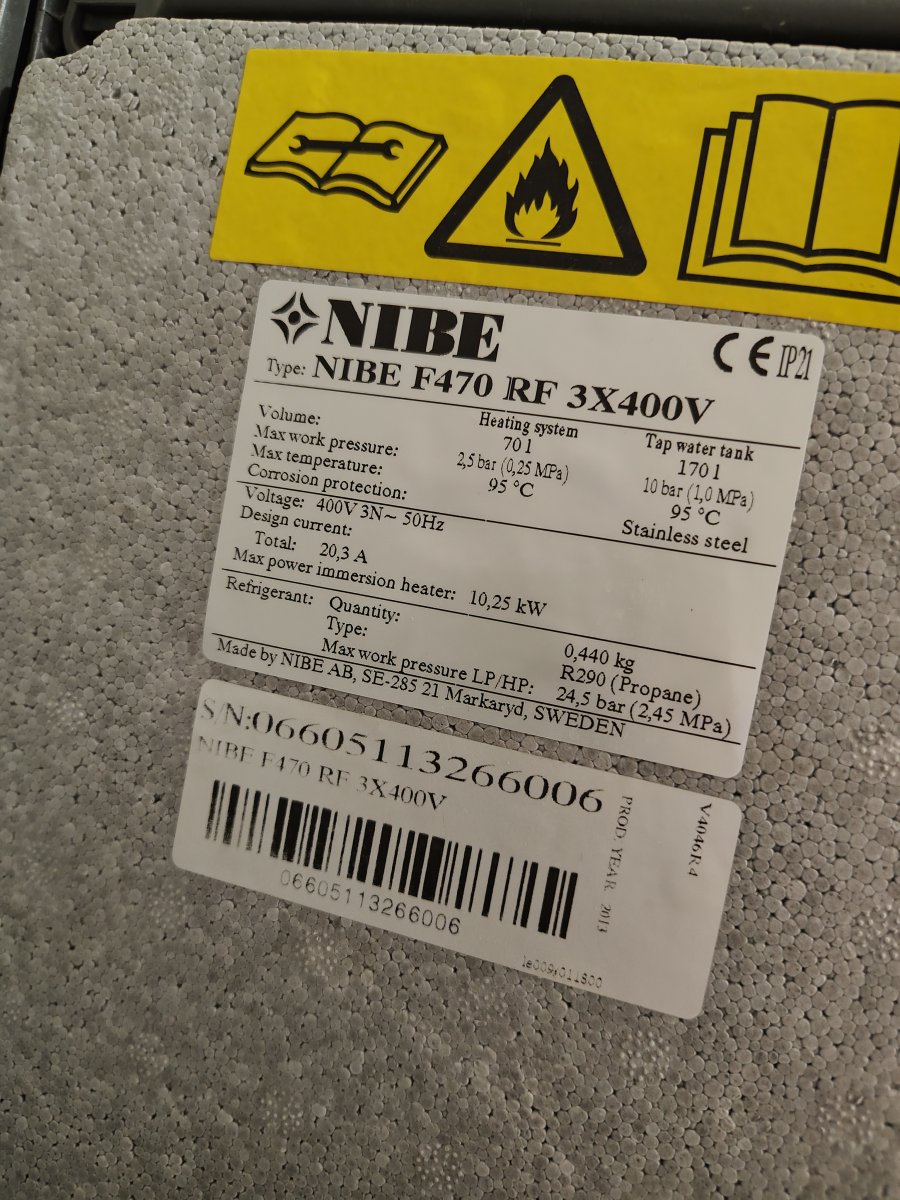 NIBE
CE IP21
Type: NIBE F470 RF 3X400V
Heating system Tap water tank
Volume: 70 l 170 l
Max work pressure: 2,5 bar (0,25 MPa) 10 bar (1,0 MPa)
Max temperature: 95 °C 95 °C
Corrosion protection: Stainless steel
Voltage: 400V 3N~ 50Hz
Design current:
Total: 20,3 A
Max power immersion heater: 10,25 kW
Refrigerant: Quantity: 0,440 kg
Type: R290 (Propane)
Max work pressure LP/HP: 24,5 bar (2,45 MPa)
Made by NIBE AB, SE-285 21 Markaryd, SWEDEN
S/N:06605113266006
NIBE F470 RF 3X400V
06605113266006
PROD. YEAR. 2013
V4046R4